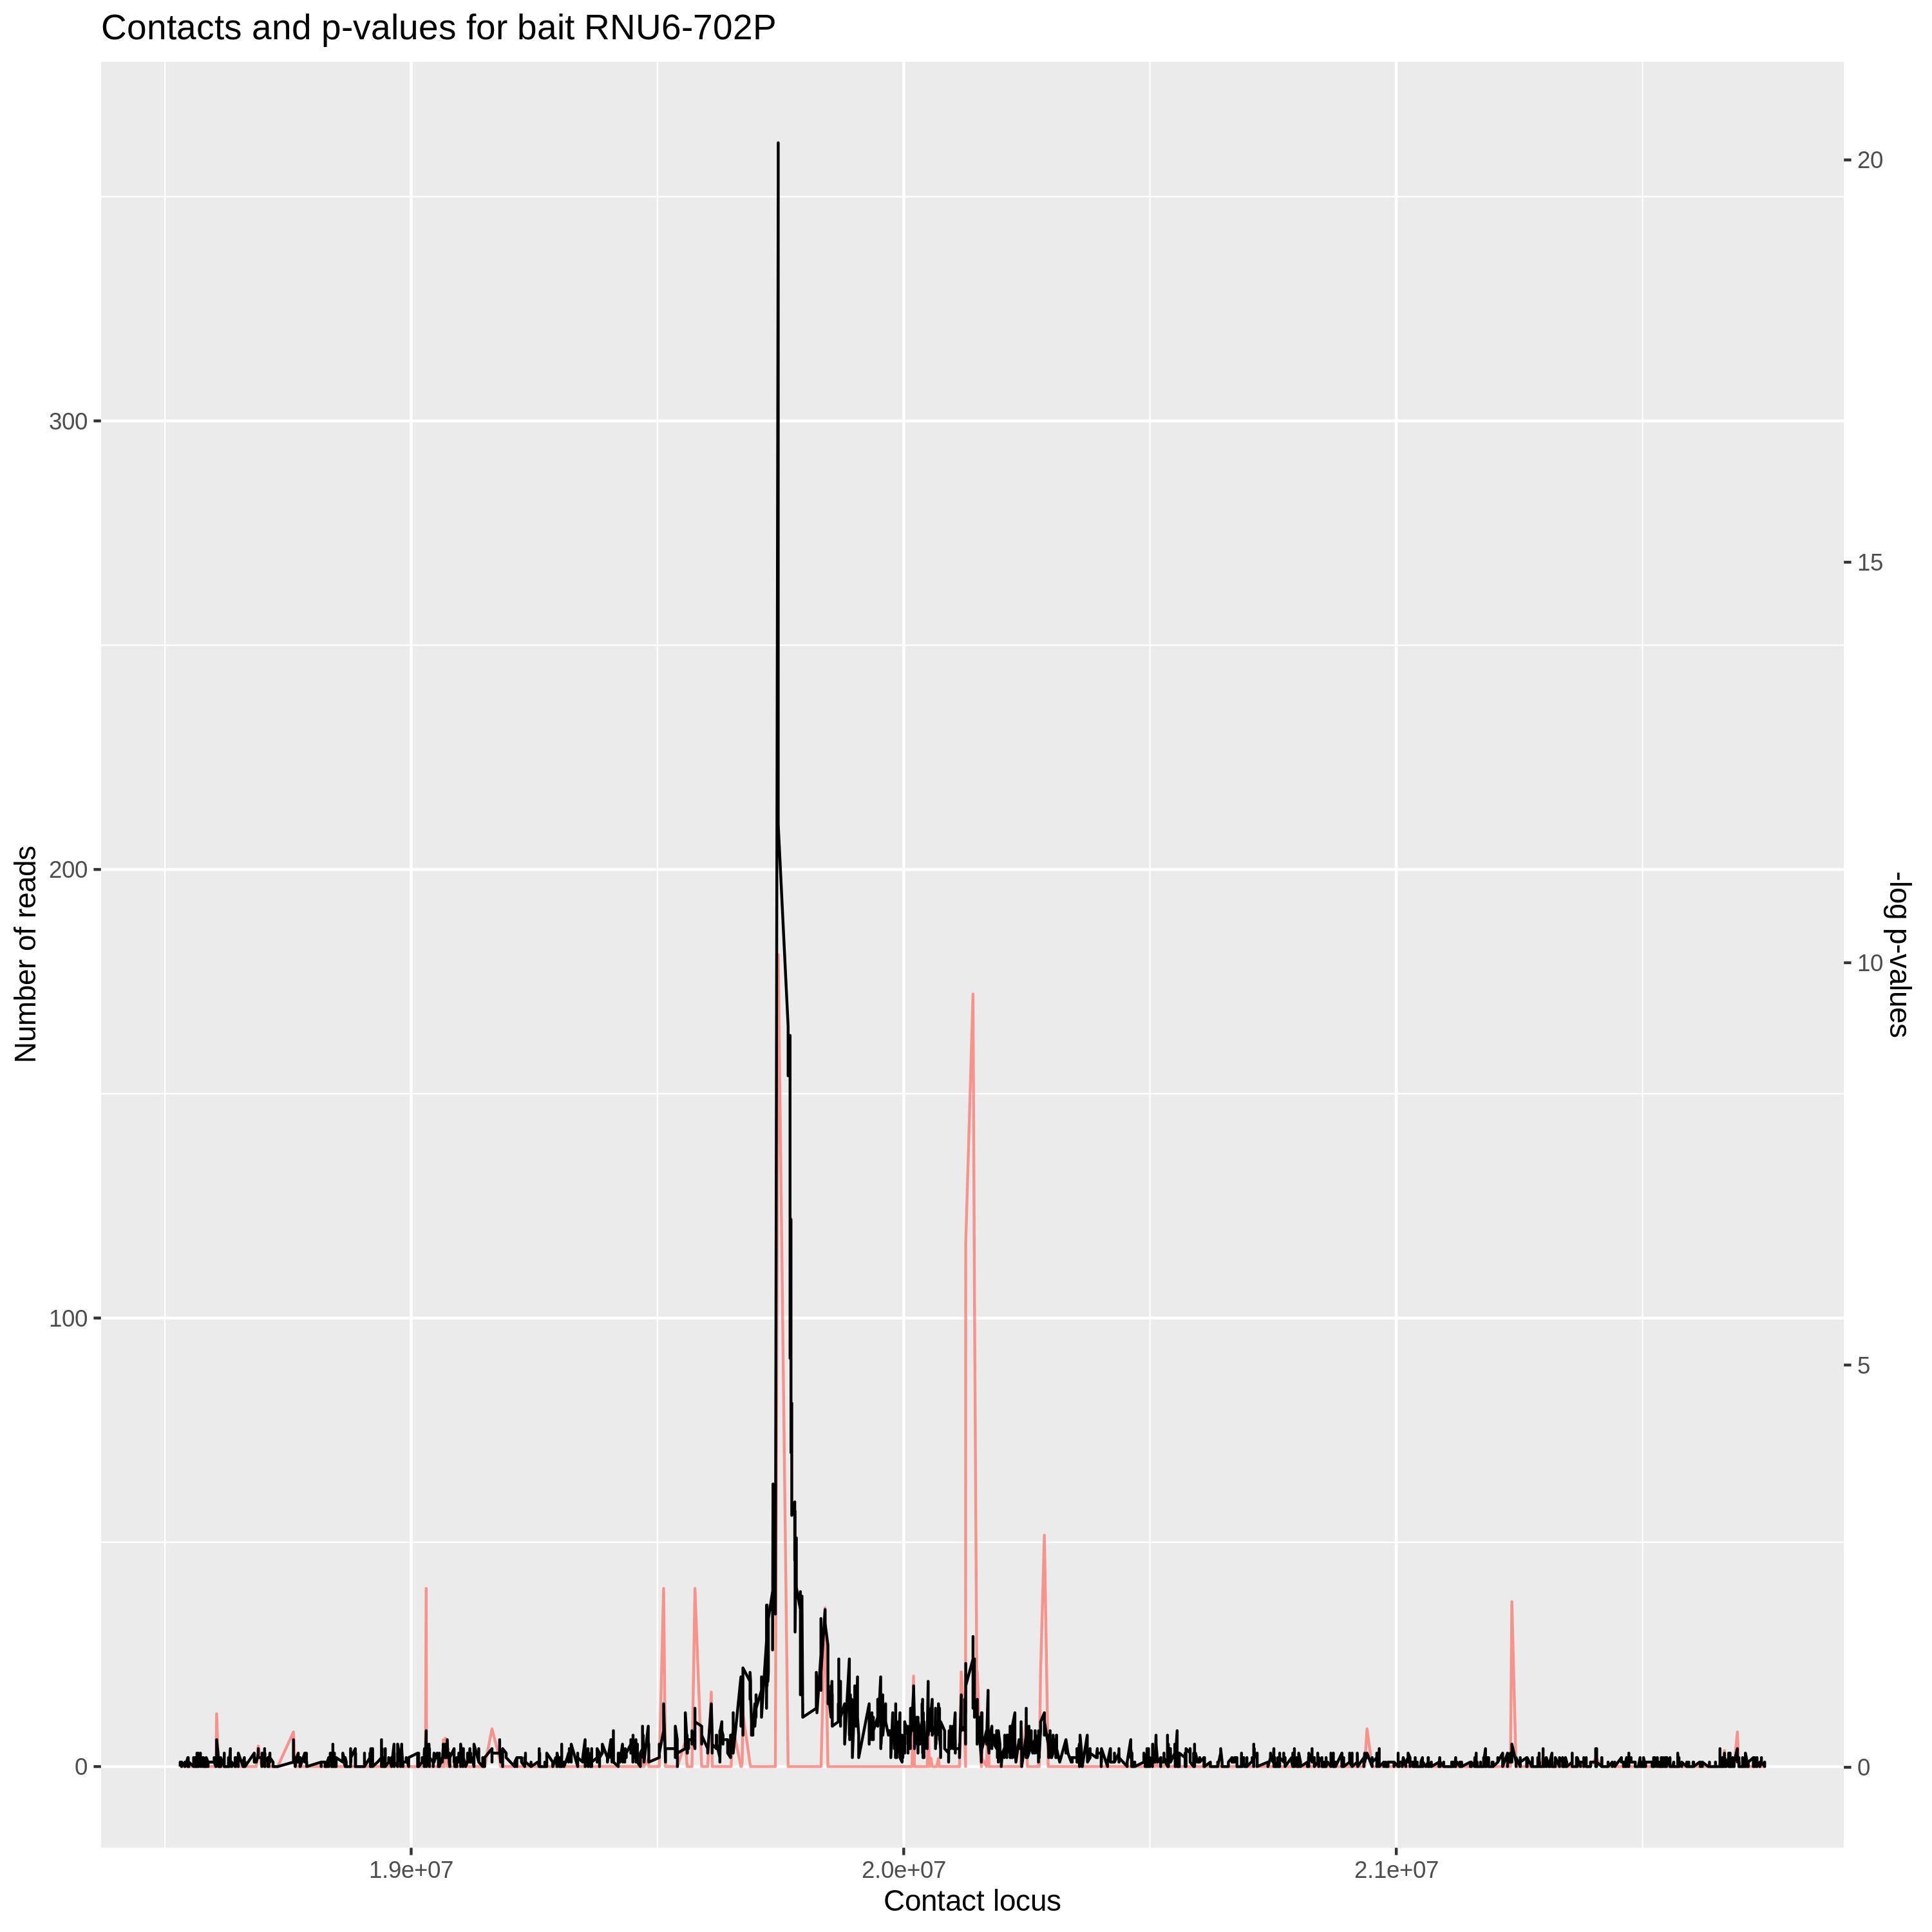 Contacts and p-values for bait RNU6-702P
Number of reads
300
200
100
0
20
15
10
5
0
-log p-values
1.9e+07 2.0e+07 2.1e+07
Contact locus